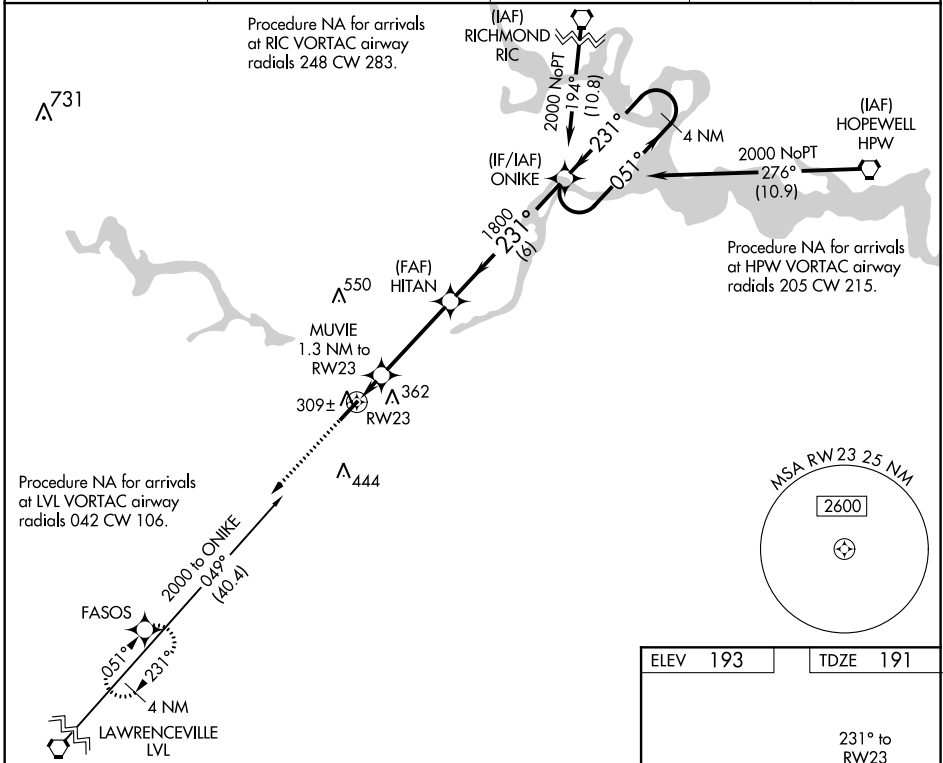 Procedure NA for arrivals
at RIC VORTAC airway
radials 248 CW 283.
(IAF)
RICHMOND
RIC
731
2000 NoPT
194°
(10.8)
231°
051°
4 NM
(IAF)
HOPEWELL
HPW
2000 NoPT
276°
(10.9)
(IF/IAF)
ONIKE
1800
231°
(6)
Procedure NA for arrivals
at HPW VORTAC airway
radials 205 CW 215.
(FAF)
HITAN
550
MUVIE
1.3 NM to
RW23
309±
362
RW23
444
Procedure NA for arrivals
at LVL VORTAC airway
radials 042 CW 106.
MSA RW 23 25 NM
2600
2000 to ONIKE
049°
(40.4)
FASOS
051°
231°
4 NM
LAWRENCEVILLE
LVL
ELEV 193
TDZE 191
231° to
RW23